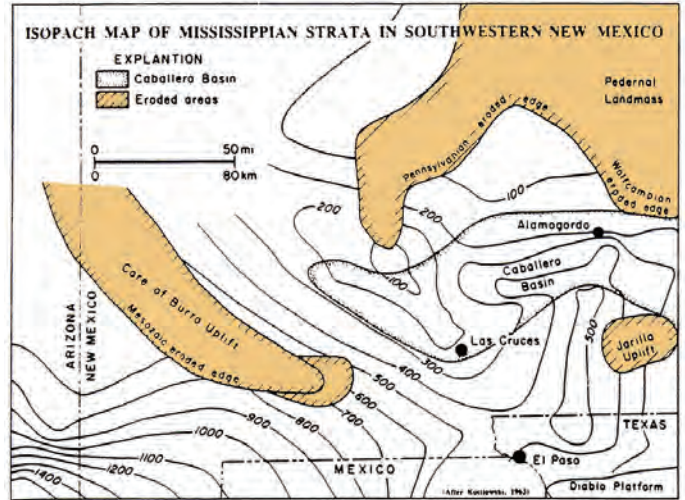 ISOPACH MAP OF MISSISSIPPIAN STRATA IN SOUTHWESTERN NEW MEXICO
EXPLANTION
Caballero Basin
Eroded areas
Pedernal
Landmass
0 50 mi
0 80 km
Pennsylvanian eroded edge
Wolfcampian
eroded edge
100
200
200
Alamogordo
Caballero
Basin
100
Core of Burro Uplift
Mesozoic eroded edge
ARIZONA
NEW MEXICO
Las Cruces
500
Jarilla
Uplift
300
400
500
600
700
800
900
1000
1100
1200
1400
TEXAS
MEXICO
El Paso
Diablo Platform